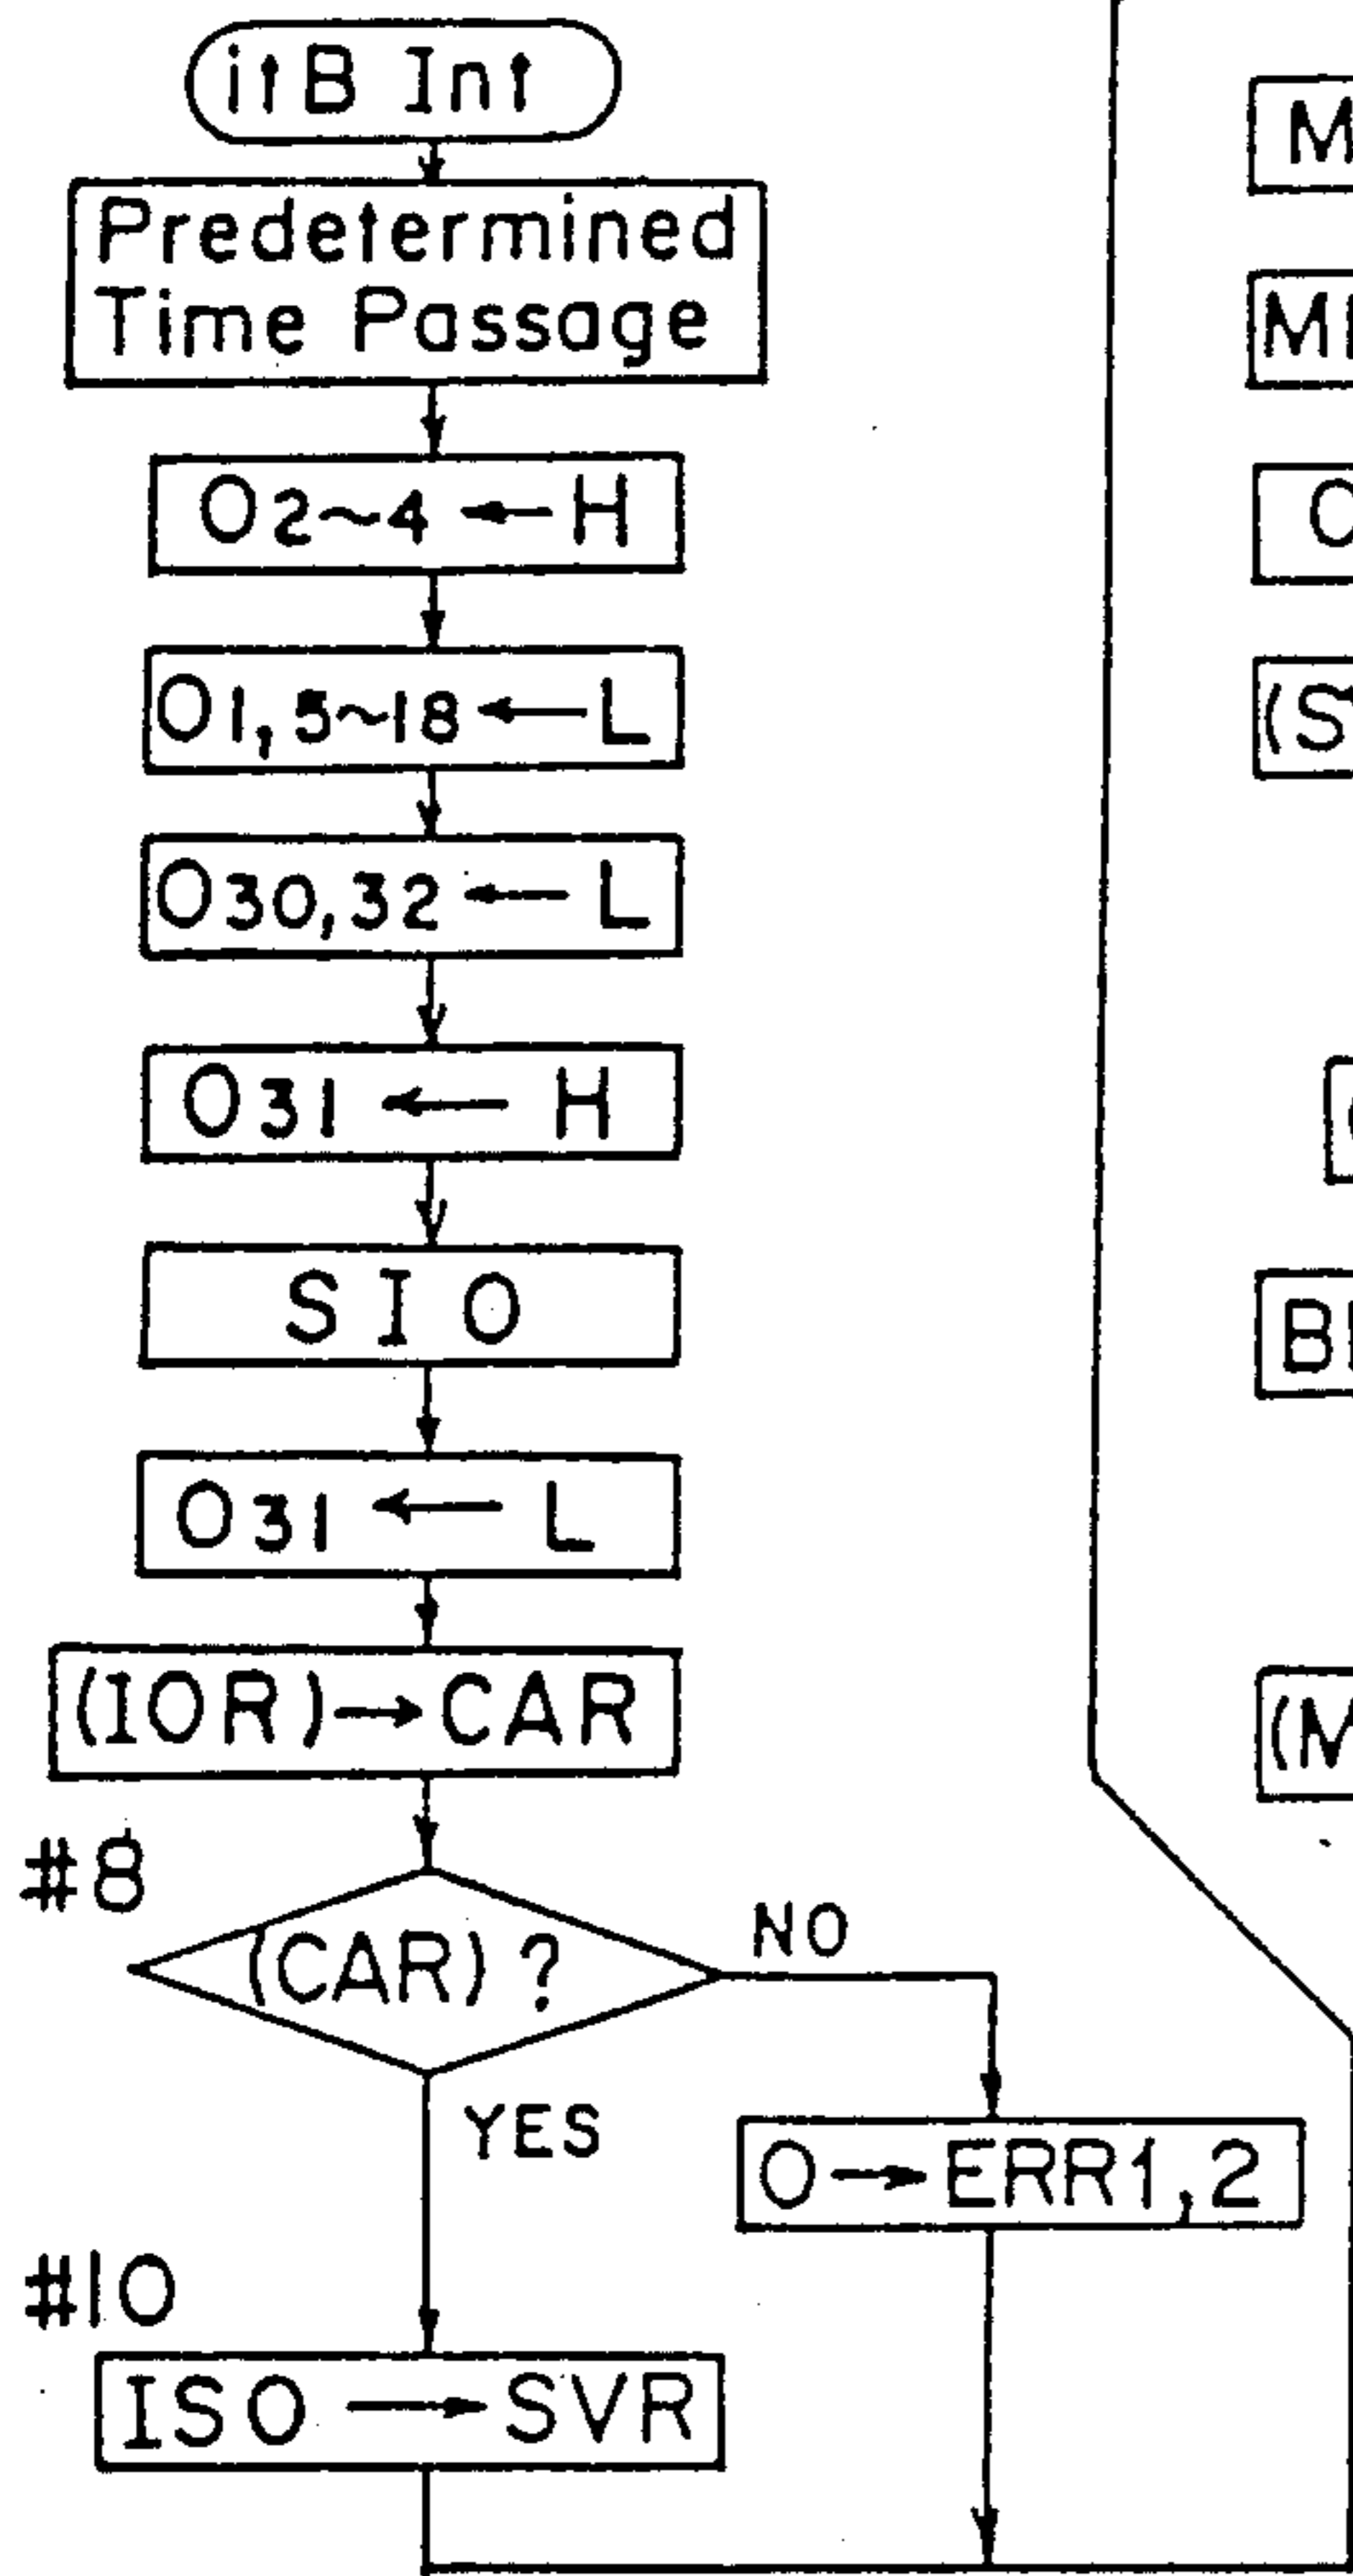 itB Int
Predetermined
Time Passage
O2~4 ← H
O1,5~18 ← L
O30,32 ← L
O31 ← H
SIO
O31 ← L
(IOR) → CAR
#8
(CAR)?
NO
YES
O → ERR1,2
#10
ISO → SVR